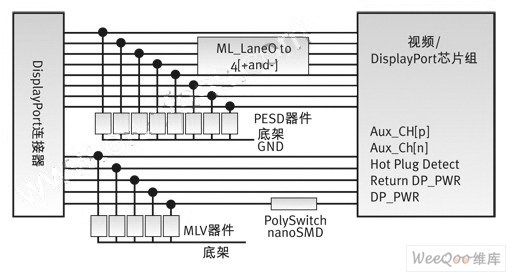 DisplayPort连接器
ML_Lane0 to
4[+and-]
视频/
DisplayPort芯片组
PESD器件
底架
GND
Aux_CH[p]
Aux_Ch[n]
Hot Plug Detect
Return DP_PWR
DP_PWR
PolySwitch
nanoSMD
MLV器件
底架
WeeQoo维库